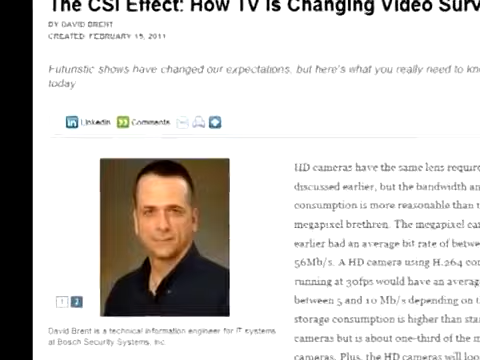 The CSI Effect: How TV is Changing Video Surv
BY DAVID BRENT
CREATED: FEBRUARY 15, 2011
Futuristic shows have changed our expectations, but here's what you really need to kno
today
LinkedIn Comments
HD cameras have the same lens require
discussed earlier, but the bandwidth an
consumption is more reasonable than t
megapixel brethren. The megapixel ca
earlier had an average bit rate of betwe
56Mb/s. A HD camera using H.264 co
running at 30fps would have an averag
between 5 and 10 Mb/s depending on t
storage consumption is higher than sta
cameras but is about one-third of the m
cameras. Plus, the HD cameras will loo
1 2
David Brent is a technical information engineer for IT systems
at Bosch Security Systems, Inc.